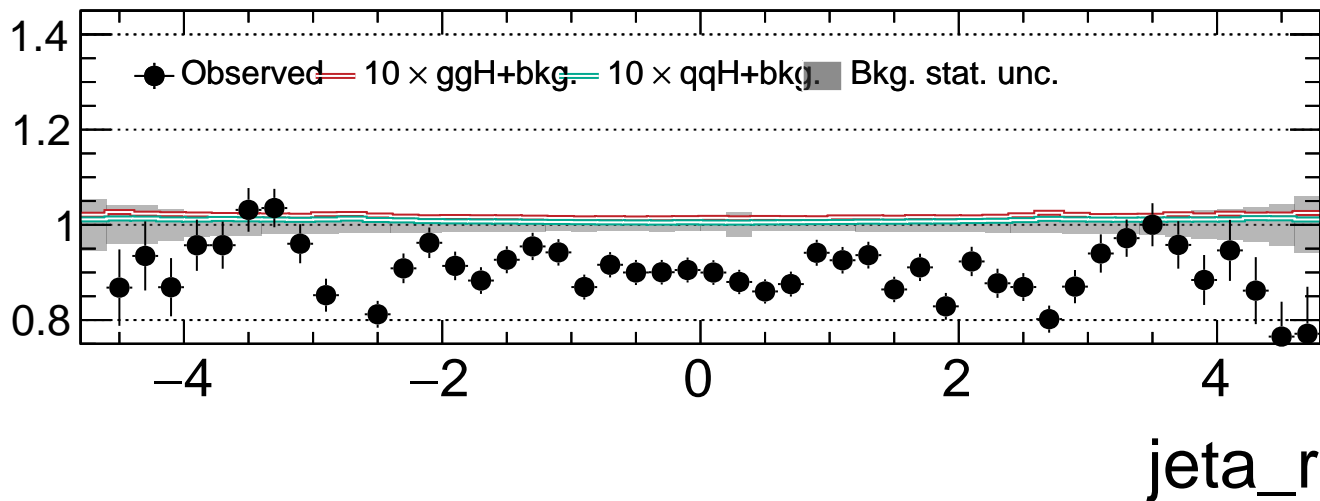 1.4
Observed 10 × ggH+bkg. 10 × qqH+bkg. Bkg. stat. unc.
1.2
1
0.8
−4 −2 0 2 4
jeta_r